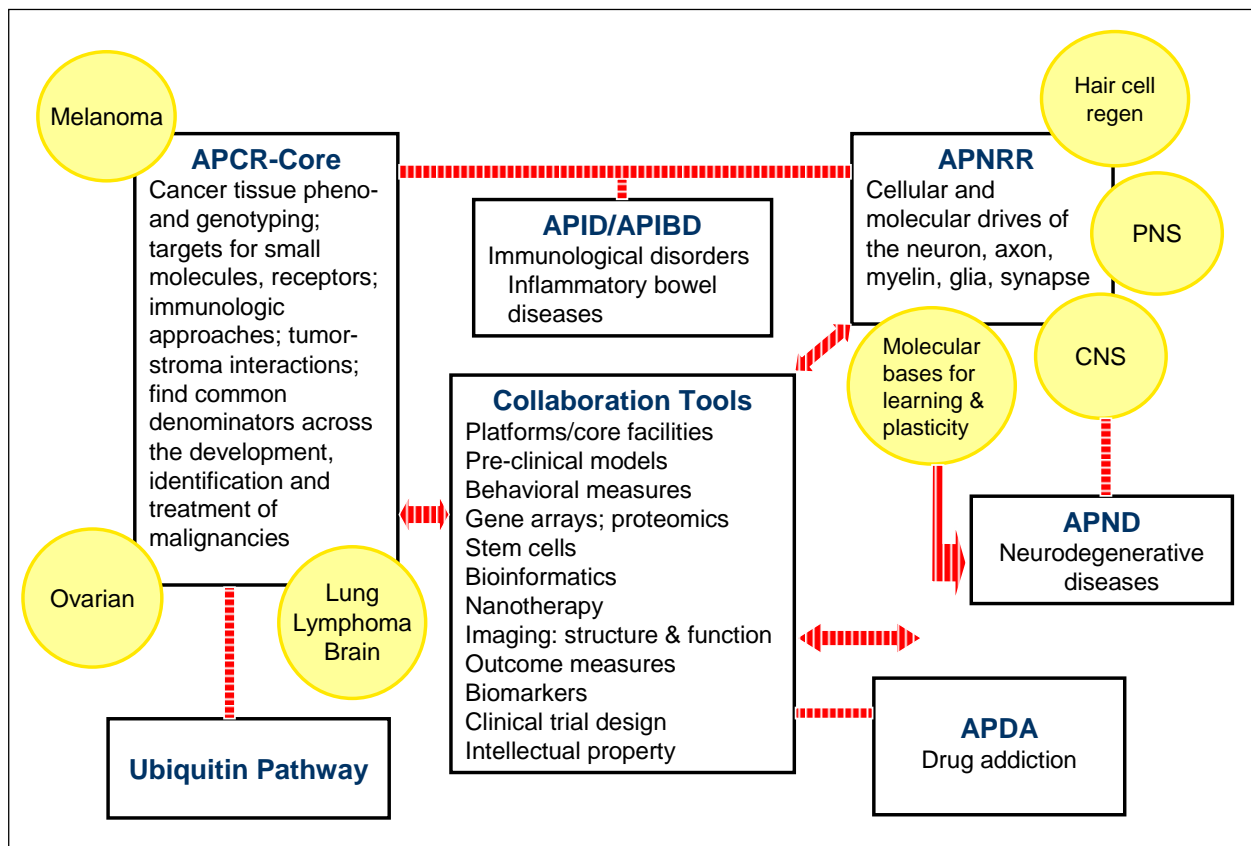 Melanoma
APCR-Core
Cancer tissue pheno-
and genotyping;
targets for small
molecules, receptors;
immunologic
approaches; tumor-
stroma interactions;
find common
denominators across
the development,
identification and
treatment of
malignancies
Ovarian
Lung
Lymphoma
Brain
Ubiquitin Pathway
APID/APIBD
Immunological disorders
Inflammatory bowel
diseases
Collaboration Tools
Platforms/core facilities
Pre-clinical models
Behavioral measures
Gene arrays; proteomics
Stem cells
Bioinformatics
Nanotherapy
Imaging: structure & function
Outcome measures
Biomarkers
Clinical trial design
Intellectual property
Hair cell
regen
APNRR
Cellular and
molecular drives of
the neuron, axon,
myelin, glia, synapse
PNS
CNS
Molecular
bases for
learning &
plasticity
APND
Neurodegenerative
diseases
APDA
Drug addiction